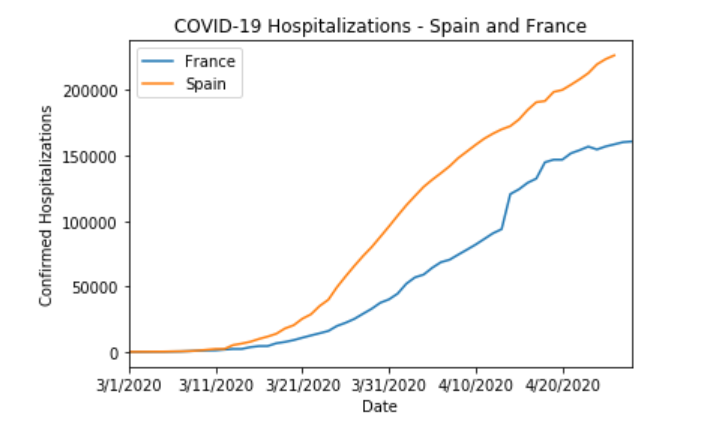 COVID-19 Hospitalizations - Spain and France
France
Spain
Confirmed Hospitalizations
200000
150000
100000
50000
0
3/1/2020 3/11/2020 3/21/2020 3/31/2020 4/10/2020 4/20/2020
Date